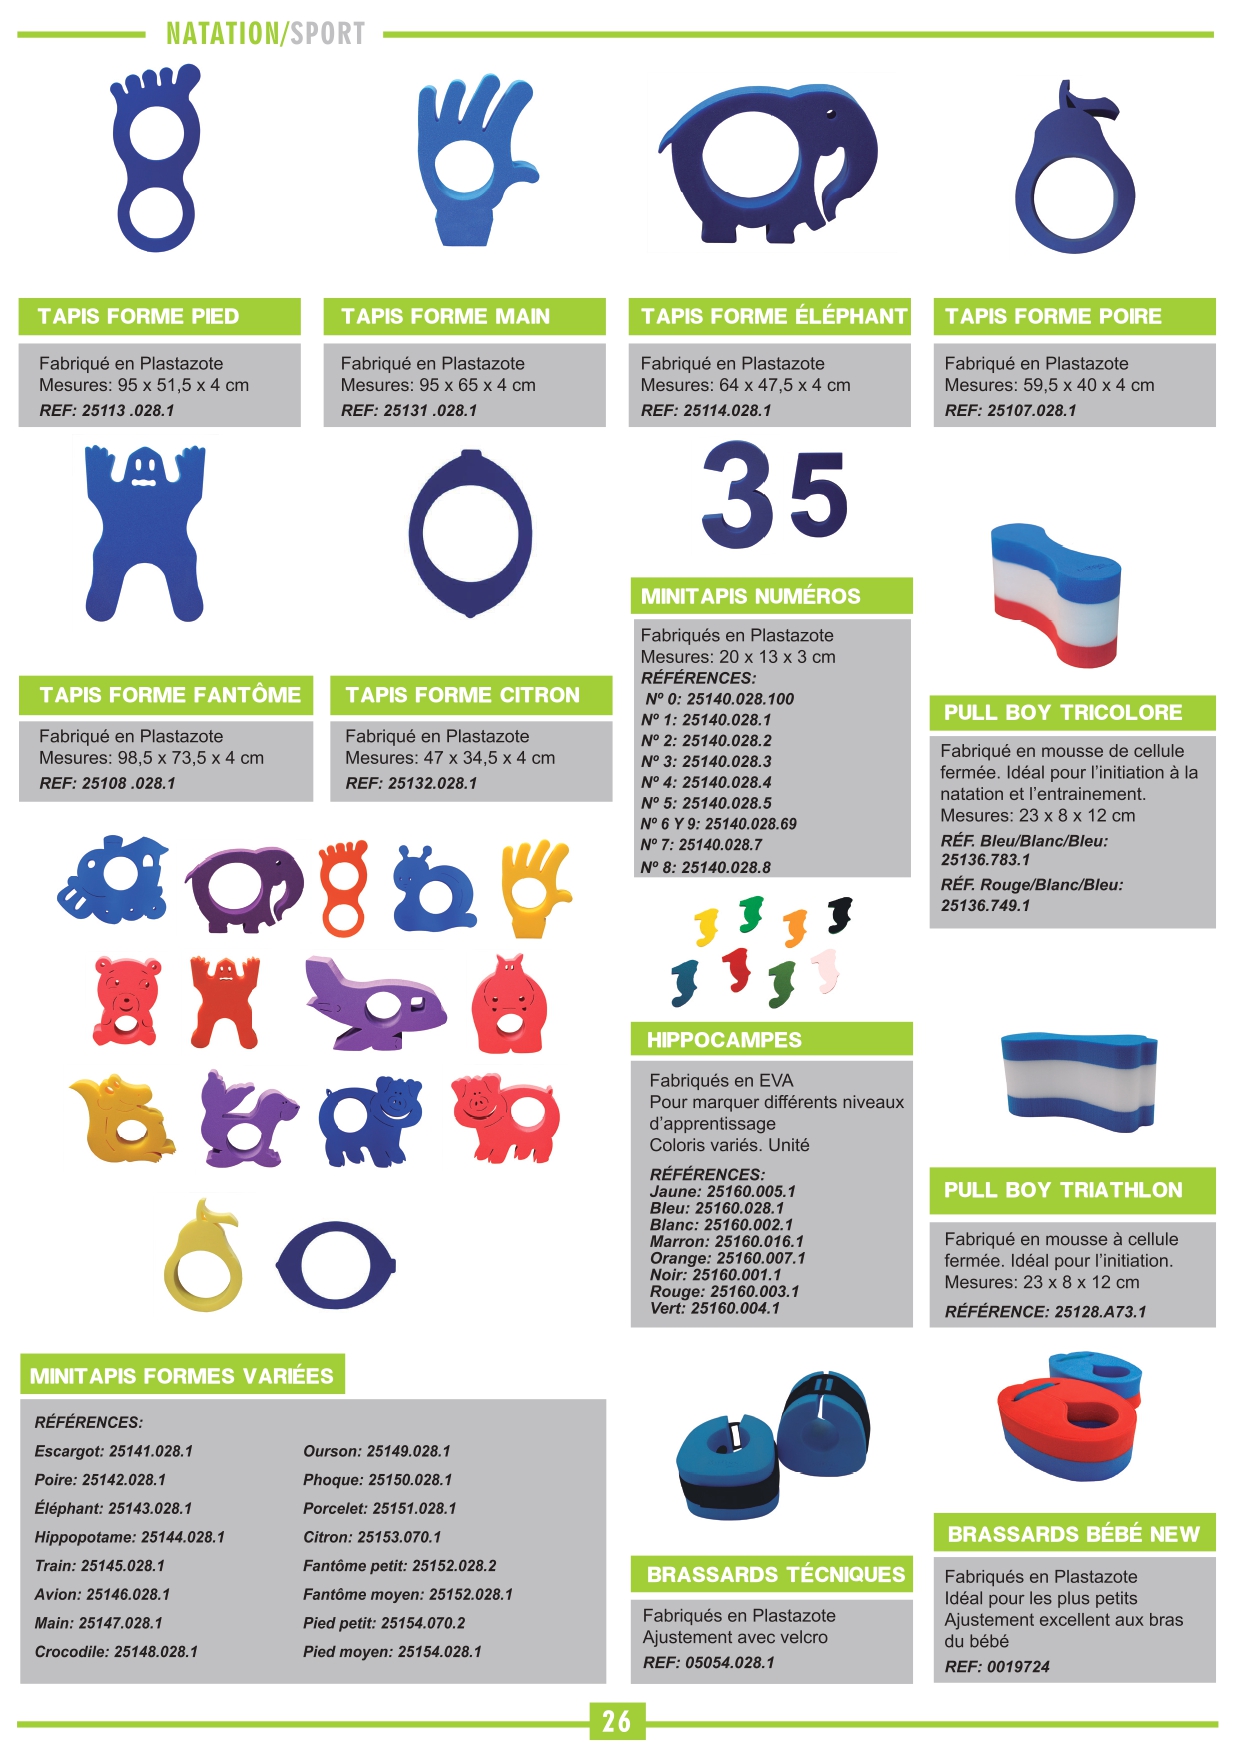 NATATION/SPORT
TAPIS FORME PIED
Fabriqué en Plastazote
Mesures: 95 x 51,5 x 4 cm
REF: 25113 .028.1
TAPIS FORME MAIN
Fabriqué en Plastazote
Mesures: 95 x 65 x 4 cm
REF: 25131 .028.1
TAPIS FORME ÉLÉPHANT
Fabriqué en Plastazote
Mesures: 64 x 47,5 x 4 cm
REF: 25114.028.1
TAPIS FORME POIRE
Fabriqué en Plastazote
Mesures: 59,5 x 40 x 4 cm
REF: 25107.028.1
TAPIS FORME FANTÔME
Fabriqué en Plastazote
Mesures: 98,5 x 73,5 x 4 cm
REF: 25108 .028.1
TAPIS FORME CITRON
Fabriqué en Plastazote
Mesures: 47 x 34,5 x 4 cm
REF: 25132.028.1
35
MINITAPIS NUMÉROS
Fabriqués en Plastazote
Mesures: 20 x 13 x 3 cm
RÉFÉRENCES:
Nº 0: 25140.028.100
Nº 1: 25140.028.1
Nº 2: 25140.028.2
Nº 3: 25140.028.3
Nº 4: 25140.028.4
Nº 5: 25140.028.5
Nº 6 Y 9: 25140.028.69
Nº 7: 25140.028.7
Nº 8: 25140.028.8
PULL BOY TRICOLORE
Fabriqué en mousse de cellule
fermée. Idéal pour l'initiation à la
natation et l'entrainement.
Mesures: 23 x 8 x 12 cm
RÉF. Bleu/Blanc/Bleu:
25136.783.1
RÉF. Rouge/Blanc/Bleu:
25136.749.1
HIPPOCAMPES
Fabriqués en EVA
Pour marquer différents niveaux
d'apprentissage
Coloris variés. Unité
RÉFÉRENCES:
Jaune: 25160.005.1
Bleu: 25160.028.1
Blanc: 25160.002.1
Marron: 25160.016.1
Orange: 25160.007.1
Noir: 25160.001.1
Rouge: 25160.003.1
Vert: 25160.004.1
PULL BOY TRIATHLON
Fabriqué en mousse à cellule
fermée. Idéal pour l'initiation.
Mesures: 23 x 8 x 12 cm
RÉFÉRENCE: 25128.A73.1
MINITAPIS FORMES VARIÉES
RÉFÉRENCES:
Escargot: 25141.028.1
Poire: 25142.028.1
Éléphant: 25143.028.1
Hippopotame: 25144.028.1
Train: 25145.028.1
Avion: 25146.028.1
Main: 25147.028.1
Crocodile: 25148.028.1
Ourson: 25149.028.1
Phoque: 25150.028.1
Porcelet: 25151.028.1
Citron: 25153.070.1
Fantôme petit: 25152.028.2
Fantôme moyen: 25152.028.1
Pied petit: 25154.070.2
Pied moyen: 25154.028.1
BRASSARDS TÉCNIQUES
Fabriqués en Plastazote
Ajustement avec velcro
REF: 05054.028.1
BRASSARDS BÉBÉ NEW
Fabriqués en Plastazote
Idéal pour les plus petits
Ajustement excellent aux bras
du bébé
REF: 0019724
26